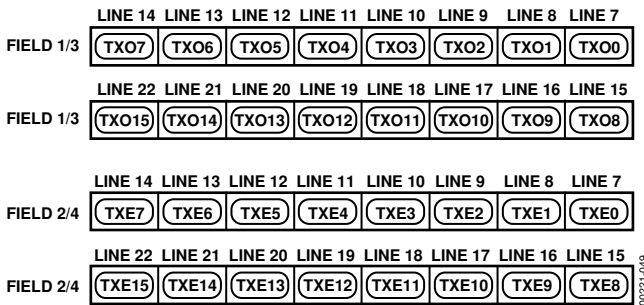 LINE 14 LINE 13 LINE 12 LINE 11 LINE 10 LINE 9 LINE 8 LINE 7
FIELD 1/3 TXO7 TXO6 TXO5 TXO4 TXO3 TXO2 TXO1 TXO0
LINE 22 LINE 21 LINE 20 LINE 19 LINE 18 LINE 17 LINE 16 LINE 15
FIELD 1/3 TXO15 TXO14 TXO13 TXO12 TXO11 TXO10 TXO9 TXO8
LINE 14 LINE 13 LINE 12 LINE 11 LINE 10 LINE 9 LINE 8 LINE 7
FIELD 2/4 TXE7 TXE6 TXE5 TXE4 TXE3 TXE2 TXE1 TXE0
LINE 22 LINE 21 LINE 20 LINE 19 LINE 18 LINE 17 LINE 16 LINE 15
FIELD 2/4 TXE15 TXE14 TXE13 TXE12 TXE11 TXE10 TXE9 TXE8